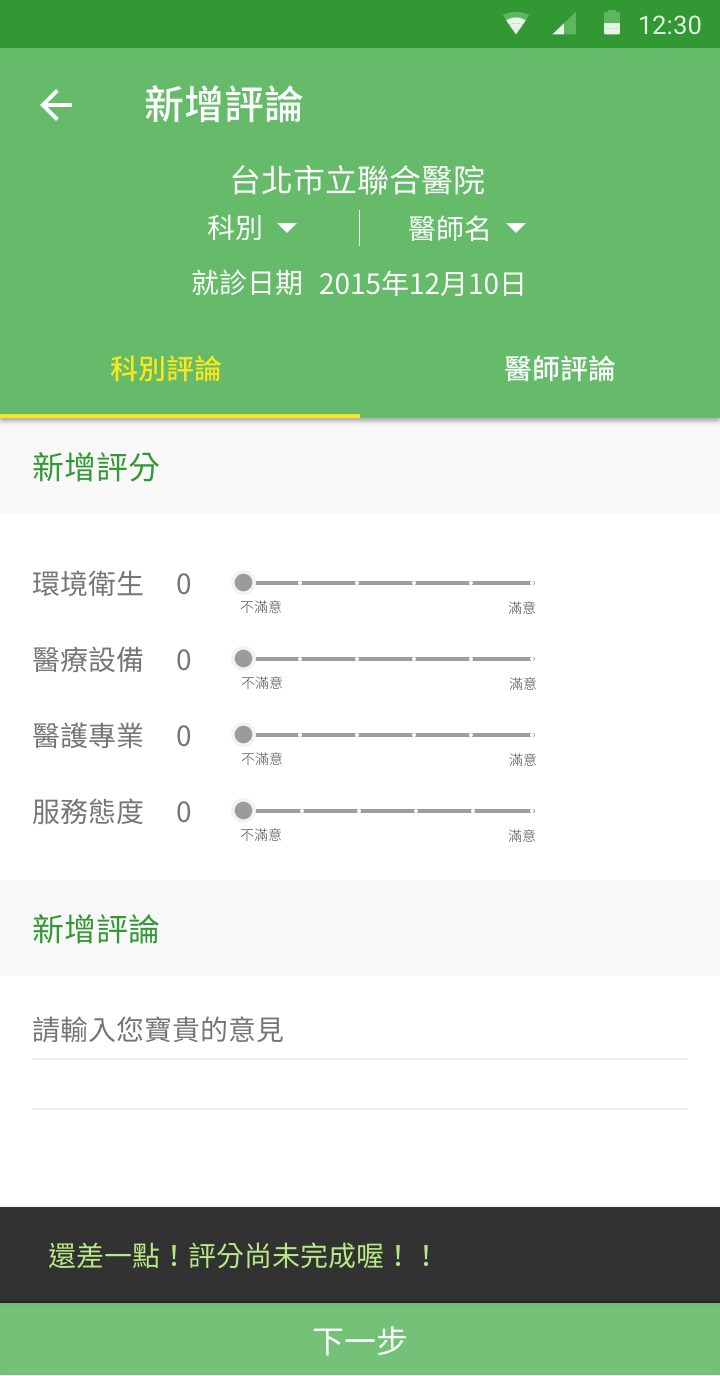 12:30
新增評論
台北市立聯合醫院
科別 醫師名
就診日期 2015年12月10日
科別評論 醫師評論
新增評分
環境衛生 0
不滿意 滿意
醫療設備 0
不滿意 滿意
醫護專業 0
不滿意 滿意
服務態度 0
不滿意 滿意
新增評論
請輸入您寶貴的意見
還差一點！評分尚未完成喔！！
下一步